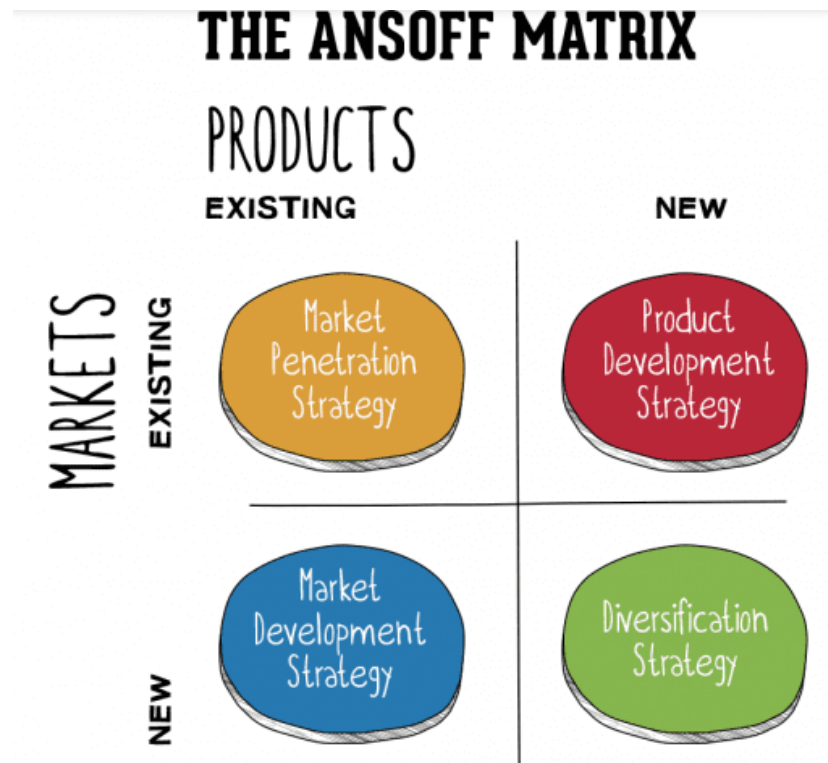 THE ANSOFF MATRIX
PRODUCTS
EXISTING
NEW
MARKETS
EXISTING
Market
Penetration
Strategy
Product
Development
Strategy
NEW
Market
Development
Strategy
Diversification
Strategy